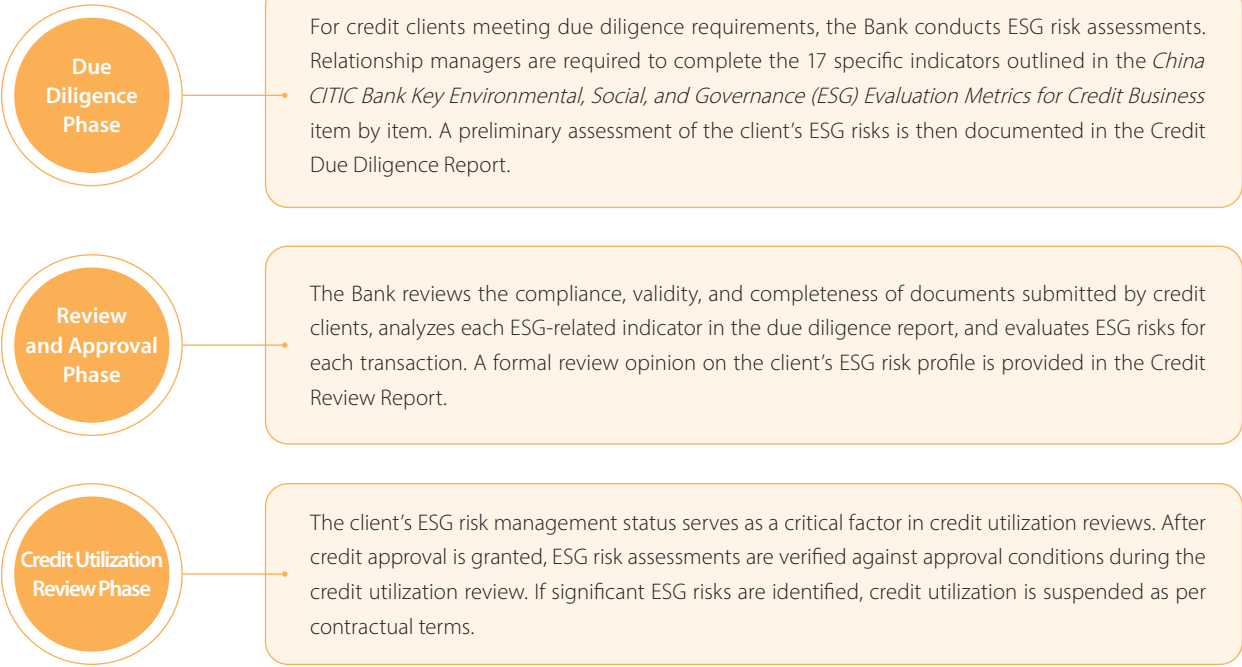 Due
Diligence
Phase
For credit clients meeting due diligence requirements, the Bank conducts ESG risk assessments.
Relationship managers are required to complete the 17 specific indicators outlined in the China
CITIC Bank Key Environmental, Social, and Governance (ESG) Evaluation Metrics for Credit Business
item by item. A preliminary assessment of the client's ESG risks is then documented in the Credit
Due Diligence Report.
Review
and Approval
Phase
The Bank reviews the compliance, validity, and completeness of documents submitted by credit
clients, analyzes each ESG-related indicator in the due diligence report, and evaluates ESG risks for
each transaction. A formal review opinion on the client's ESG risk profile is provided in the Credit
Review Report.
Credit Utilization
Review Phase
The client's ESG risk management status serves as a critical factor in credit utilization reviews. After
credit approval is granted, ESG risk assessments are verified against approval conditions during the
credit utilization review. If significant ESG risks are identified, credit utilization is suspended as per
contractual terms.